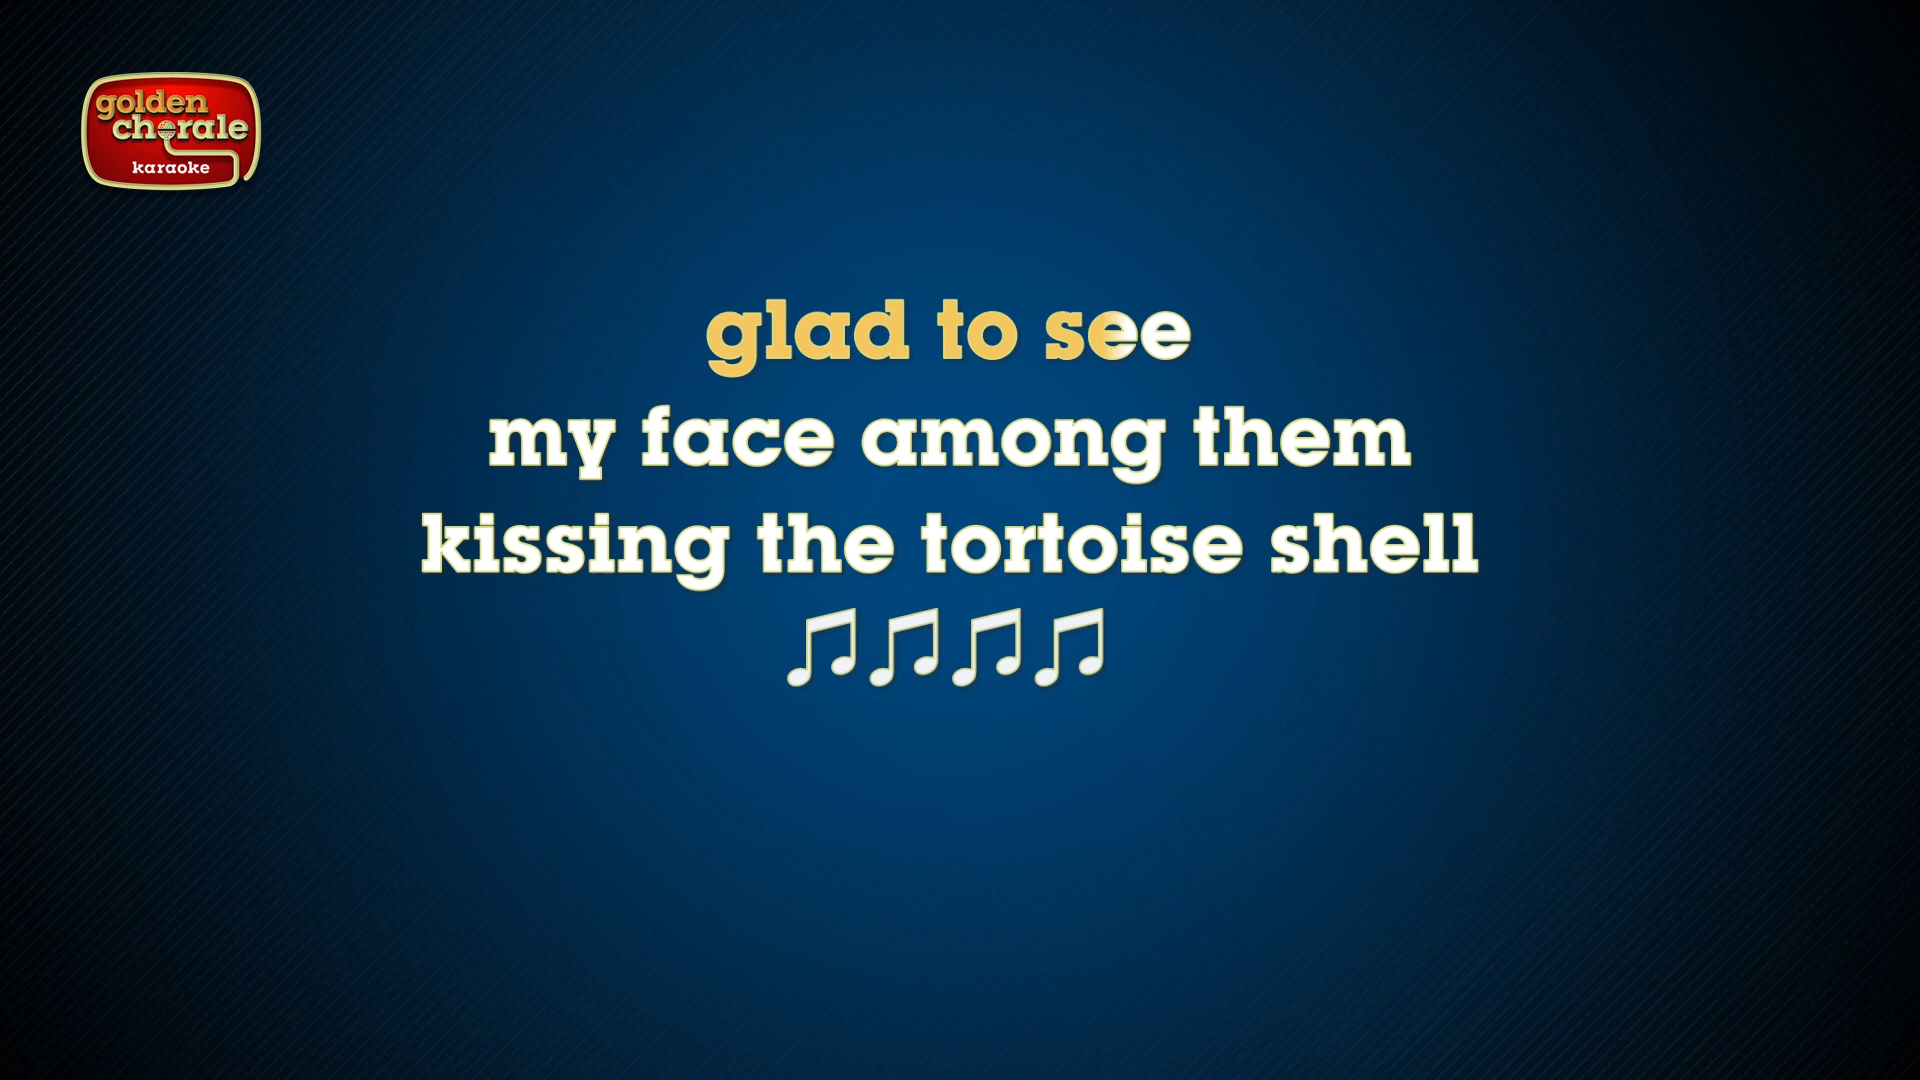 golden
chorale
karaoke
glad to see
my face among them
kissing the tortoise shell
♫♫♫♫